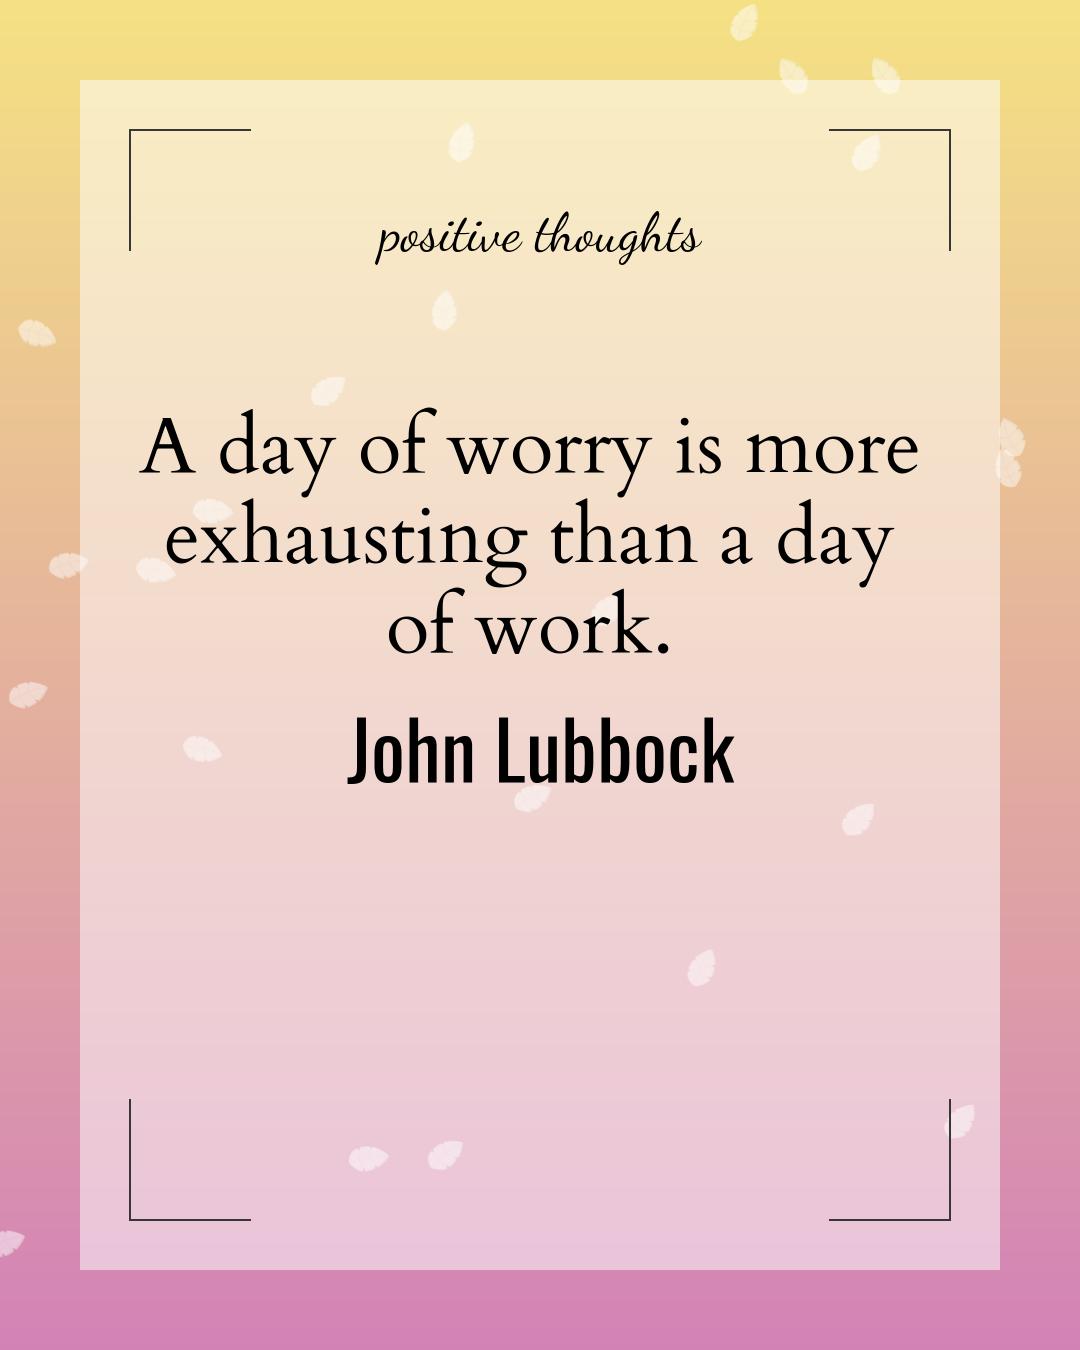 positive thoughts
A day of worry is more
exhausting than a day
of work.
John Lubbock